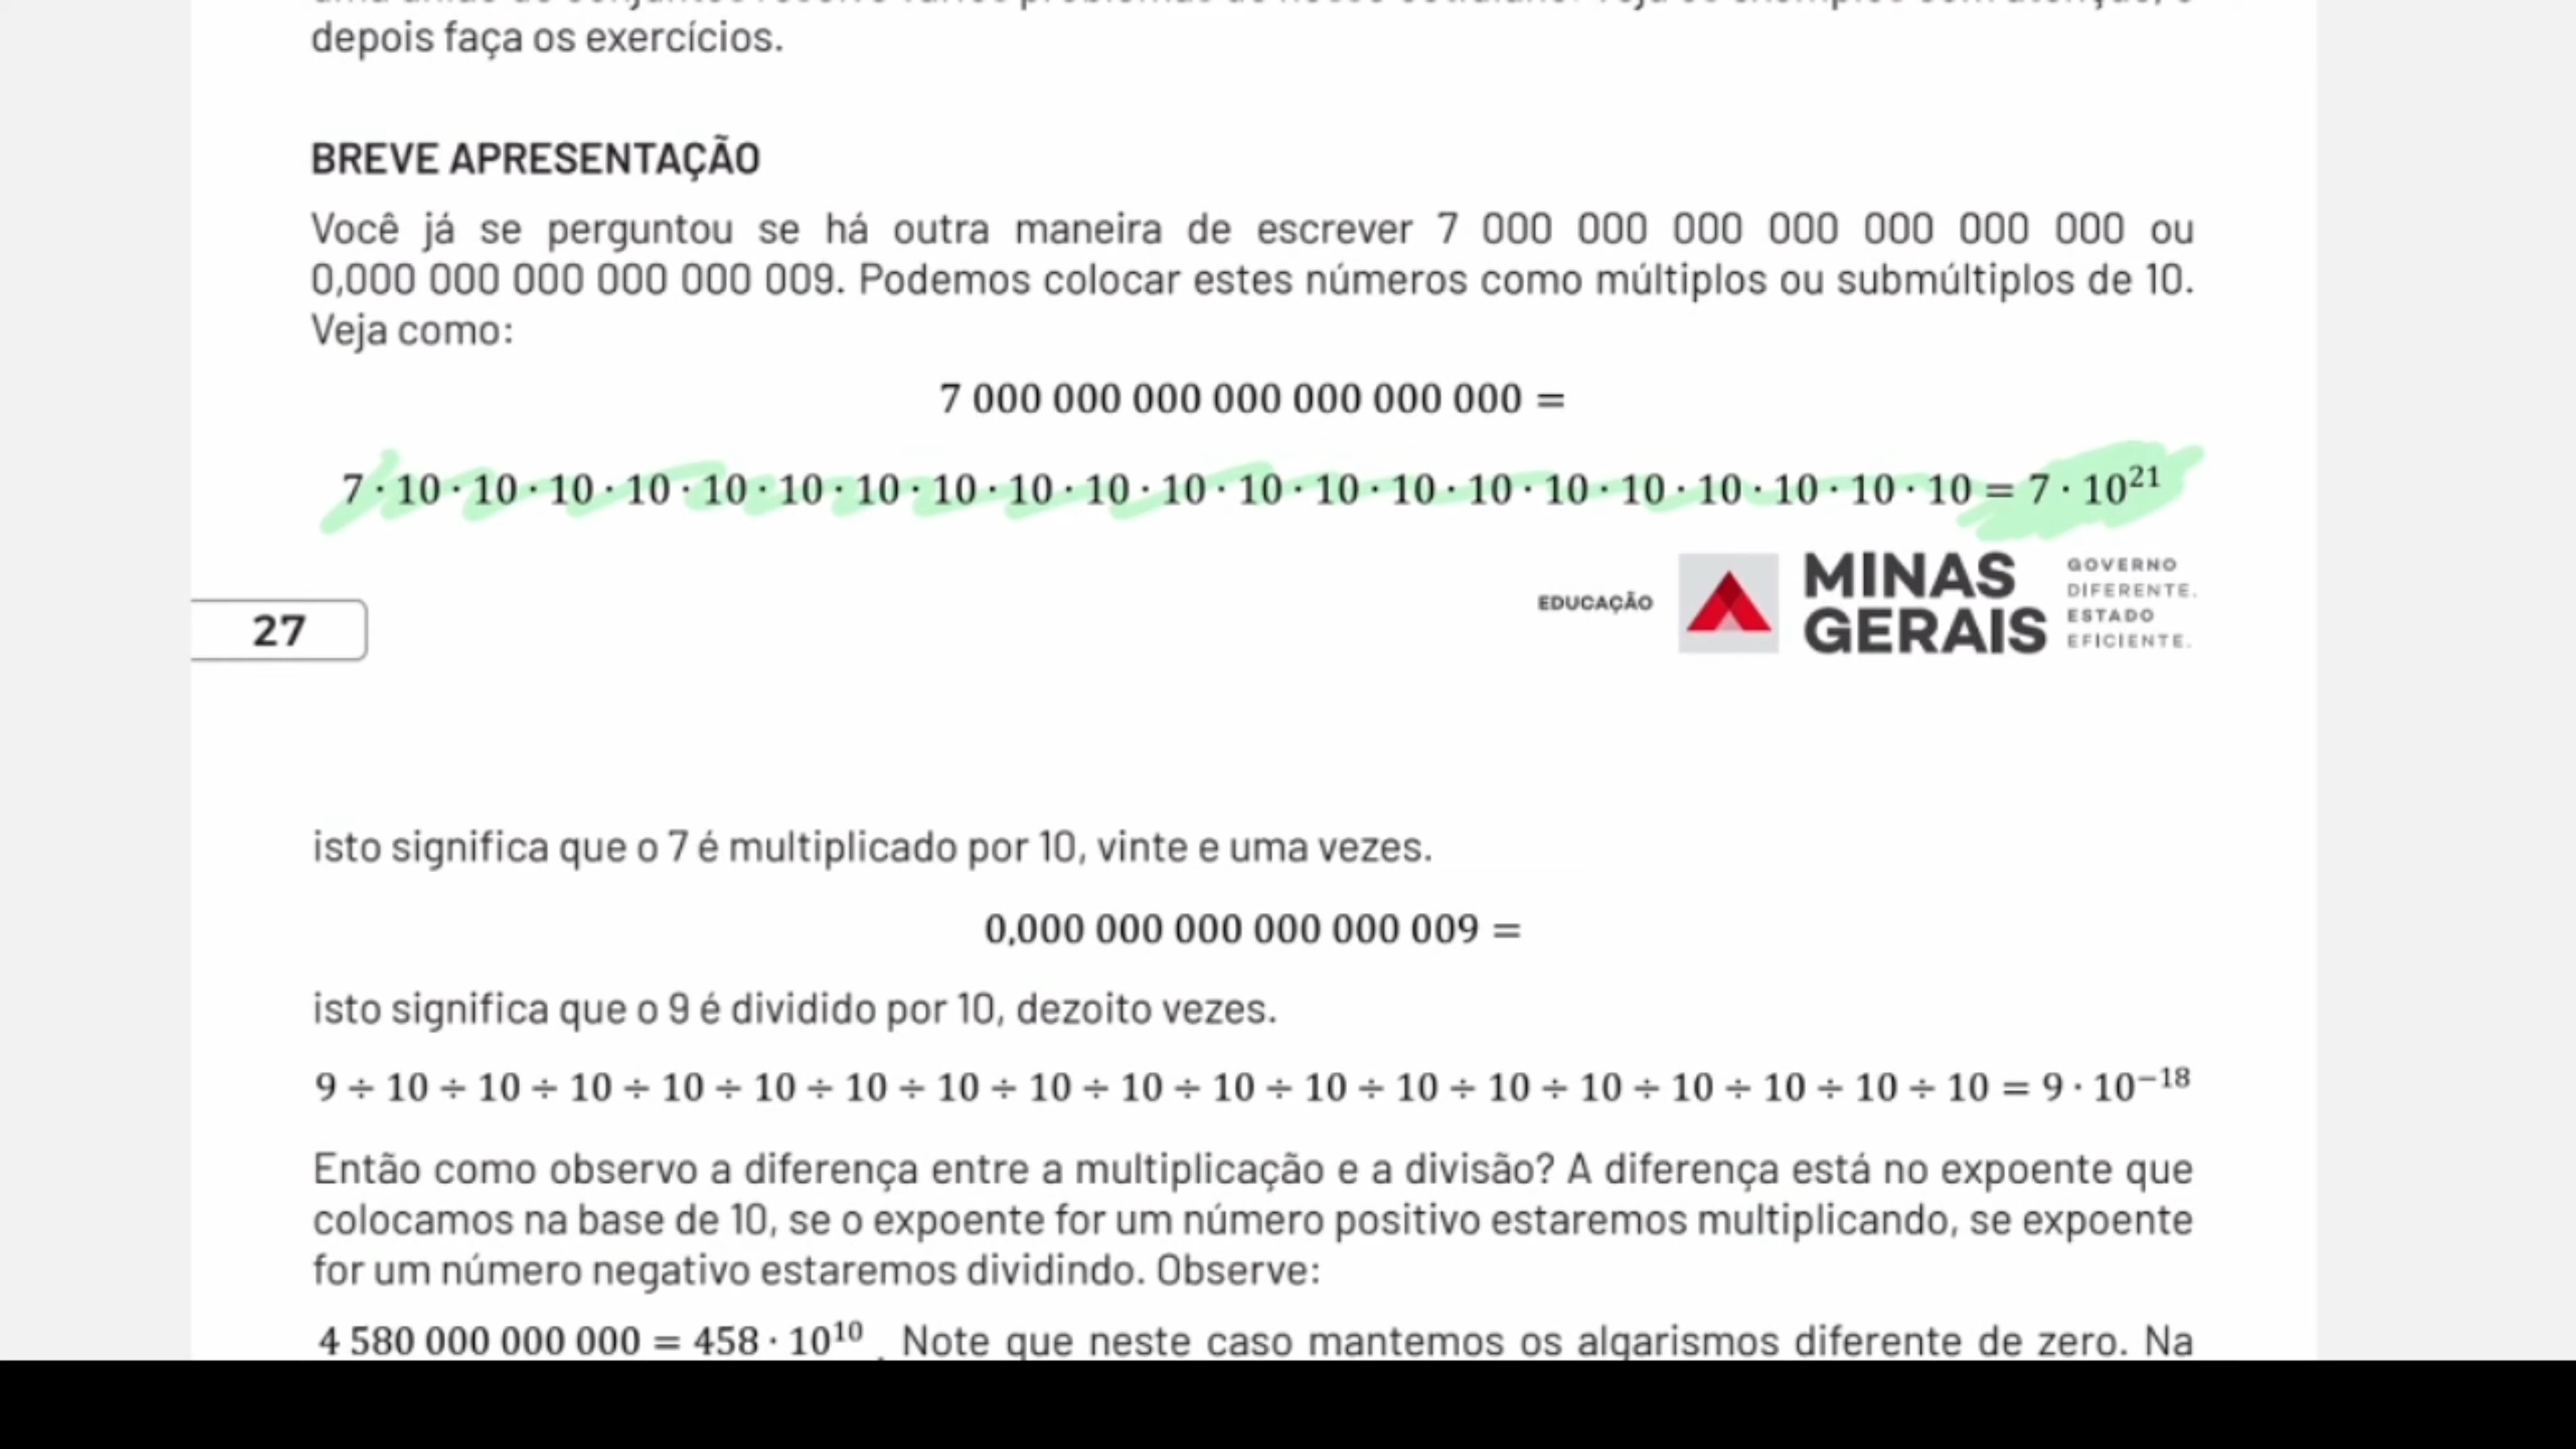 depois faça os exercícios.
BREVE APRESENTAÇÃO
Você já se perguntou se há outra maneira de escrever 7 000 000 000 000 000 000 000 ou
0,000 000 000 000 000 009. Podemos colocar estes números como múltiplos ou submúltiplos de 10.
Veja como:
7 000 000 000 000 000 000 000 =
7 · 10 · 10 · 10 · 10 · 10 · 10 · 10 · 10 · 10 · 10 · 10 · 10 · 10 · 10 · 10 · 10 · 10 · 10 · 10 · 10 · 10 = 7 · 10²¹
EDUCAÇÃO
MINAS
GERAIS
GOVERNO
DIFERENTE.
ESTADO
EFICIENTE.
27
isto significa que o 7 é multiplicado por 10, vinte e uma vezes.
0,000 000 000 000 000 009 =
isto significa que o 9 é dividido por 10, dezoito vezes.
9 ÷ 10 ÷ 10 ÷ 10 ÷ 10 ÷ 10 ÷ 10 ÷ 10 ÷ 10 ÷ 10 ÷ 10 ÷ 10 ÷ 10 ÷ 10 ÷ 10 ÷ 10 ÷ 10 ÷ 10 ÷ 10 = 9 · 10⁻¹⁸
Então como observo a diferença entre a multiplicação e a divisão? A diferença está no expoente que
colocamos na base de 10, se o expoente for um número positivo estaremos multiplicando, se expoente
for um número negativo estaremos dividindo. Observe:
4 580 000 000 000 = 458 · 10¹⁰ . Note que neste caso mantemos os algarismos diferente de zero. Na